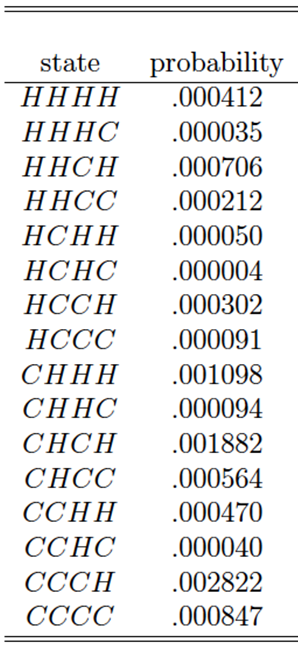 state probability
HHHH .000412
HHHC .000035
HHCH .000706
HHCC .000212
HCHH .000050
HCHC .000004
HCCH .000302
HCCC .000091
CHHH .001098
CHHC .000094
CHCH .001882
CHCC .000564
CCHH .000470
CCHC .000040
CCCH .002822
CCCC .000847